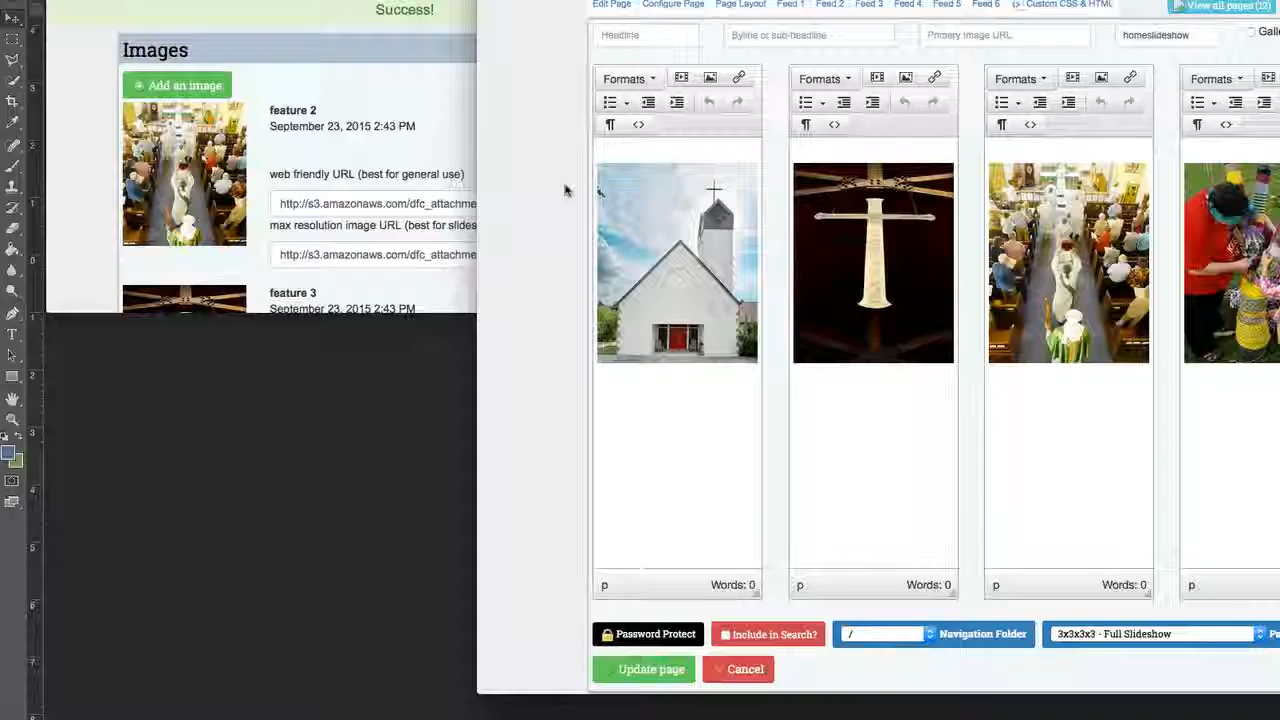 Success!
Images
Add an image
feature 2
September 23, 2015 2:43 PM
web friendly URL (best for general use)
http://s3.amazonaws.com/dfc_attachme
max resolution image URL (best for slides
http://s3.amazonaws.com/dfc_attachme
feature 3
September 23, 2015 2:43 PM
Edit Page Configure Page Page Layout Feed 1 Feed 2 Feed 3 Feed 4 Feed 5 Feed 6 <> Custom CSS & HTML View all pages (12)
Headline Byline or sub-headline Primary Image URL homeslideshow Galle
Formats Formats Formats Formats
p Words: 0 p Words: 0 p Words: 0 p
Password Protect Include in Search? / Navigation Folder 3x3x3x3 - Full Slideshow Pa
Update page Cancel